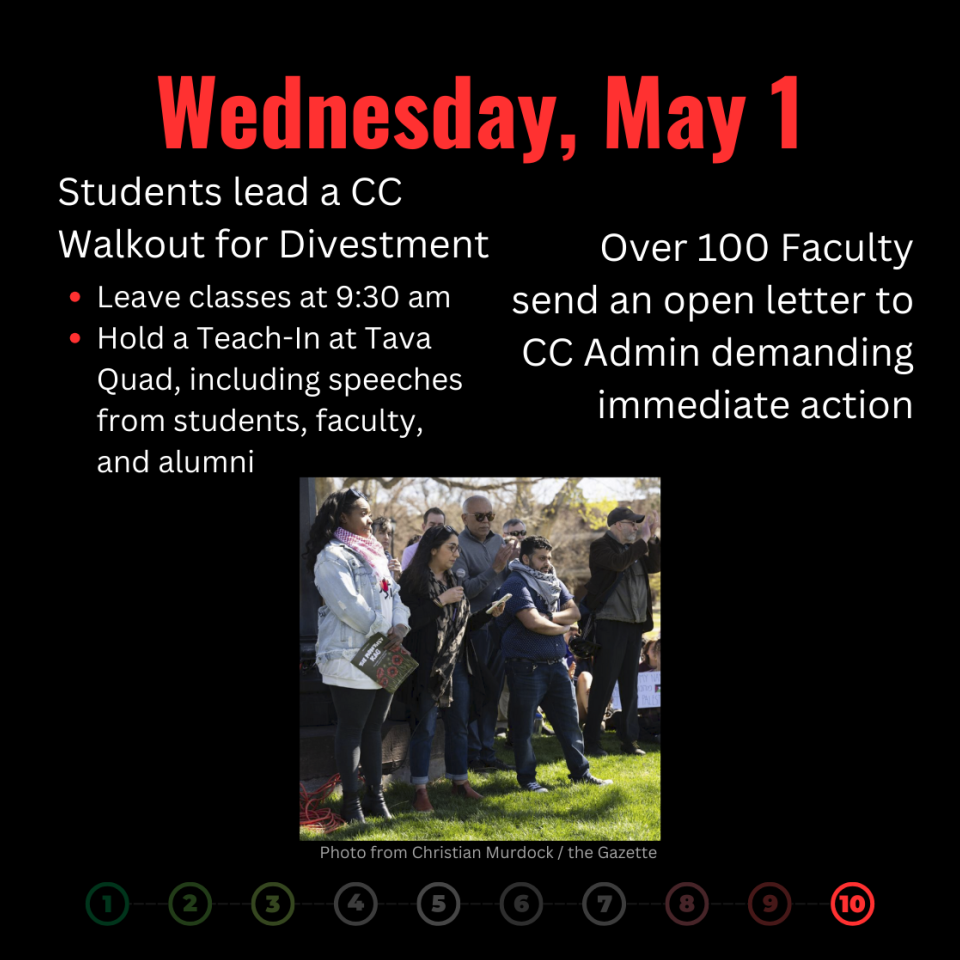 Wednesday, May 1
Students lead a CC
Walkout for Divestment
• Leave classes at 9:30 am
• Hold a Teach-In at Tava
Quad, including speeches
from students, faculty,
and alumni
Over 100 Faculty
send an open letter to
CC Admin demanding
immediate action
Photo from Christian Murdock / the Gazette
1 2 3 4 5 6 7 8 9 10